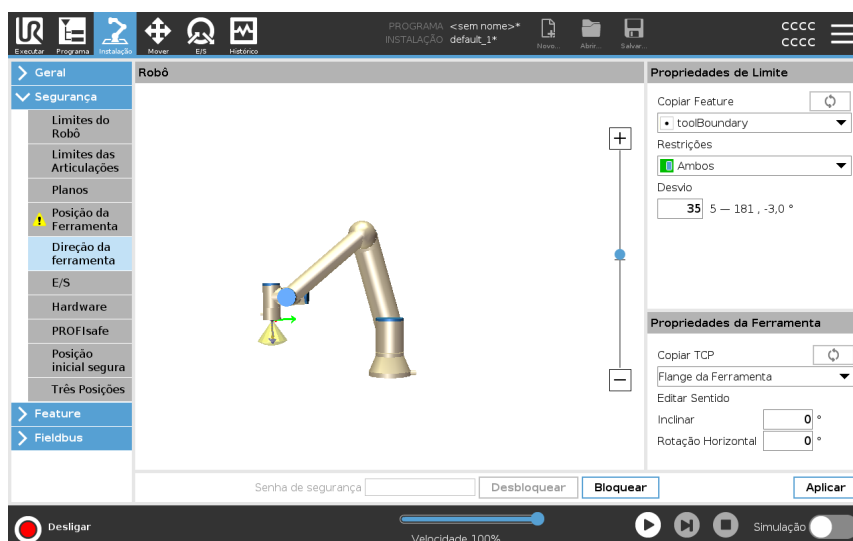 Executar
Programa
Instalação
Mover
E/S
Histórico
PROGRAMA <sem nome>*
INSTALAÇÃO default_1*
Novo...
Abrir...
Salvar...
CCCC
CCCC
Geral
Segurança
Limites do
Robô
Limites das
Articulações
Planos
Posição da
Ferramenta
Direção da
ferramenta
E/S
Hardware
PROFIsafe
Posição
inicial segura
Três Posições
Feature
Fieldbus
Robô
Propriedades de Limite
Copiar Feature
toolBoundary
Restrições
Ambos
Desvio
35 5 — 181 , -3,0 °
Propriedades da Ferramenta
Copiar TCP
Flange da Ferramenta
Editar Sentido
Inclinar 0 °
Rotação Horizontal 0 °
Senha de segurança Desbloquear Bloquear Aplicar
Desligar
Velocidade 100%
Simulação